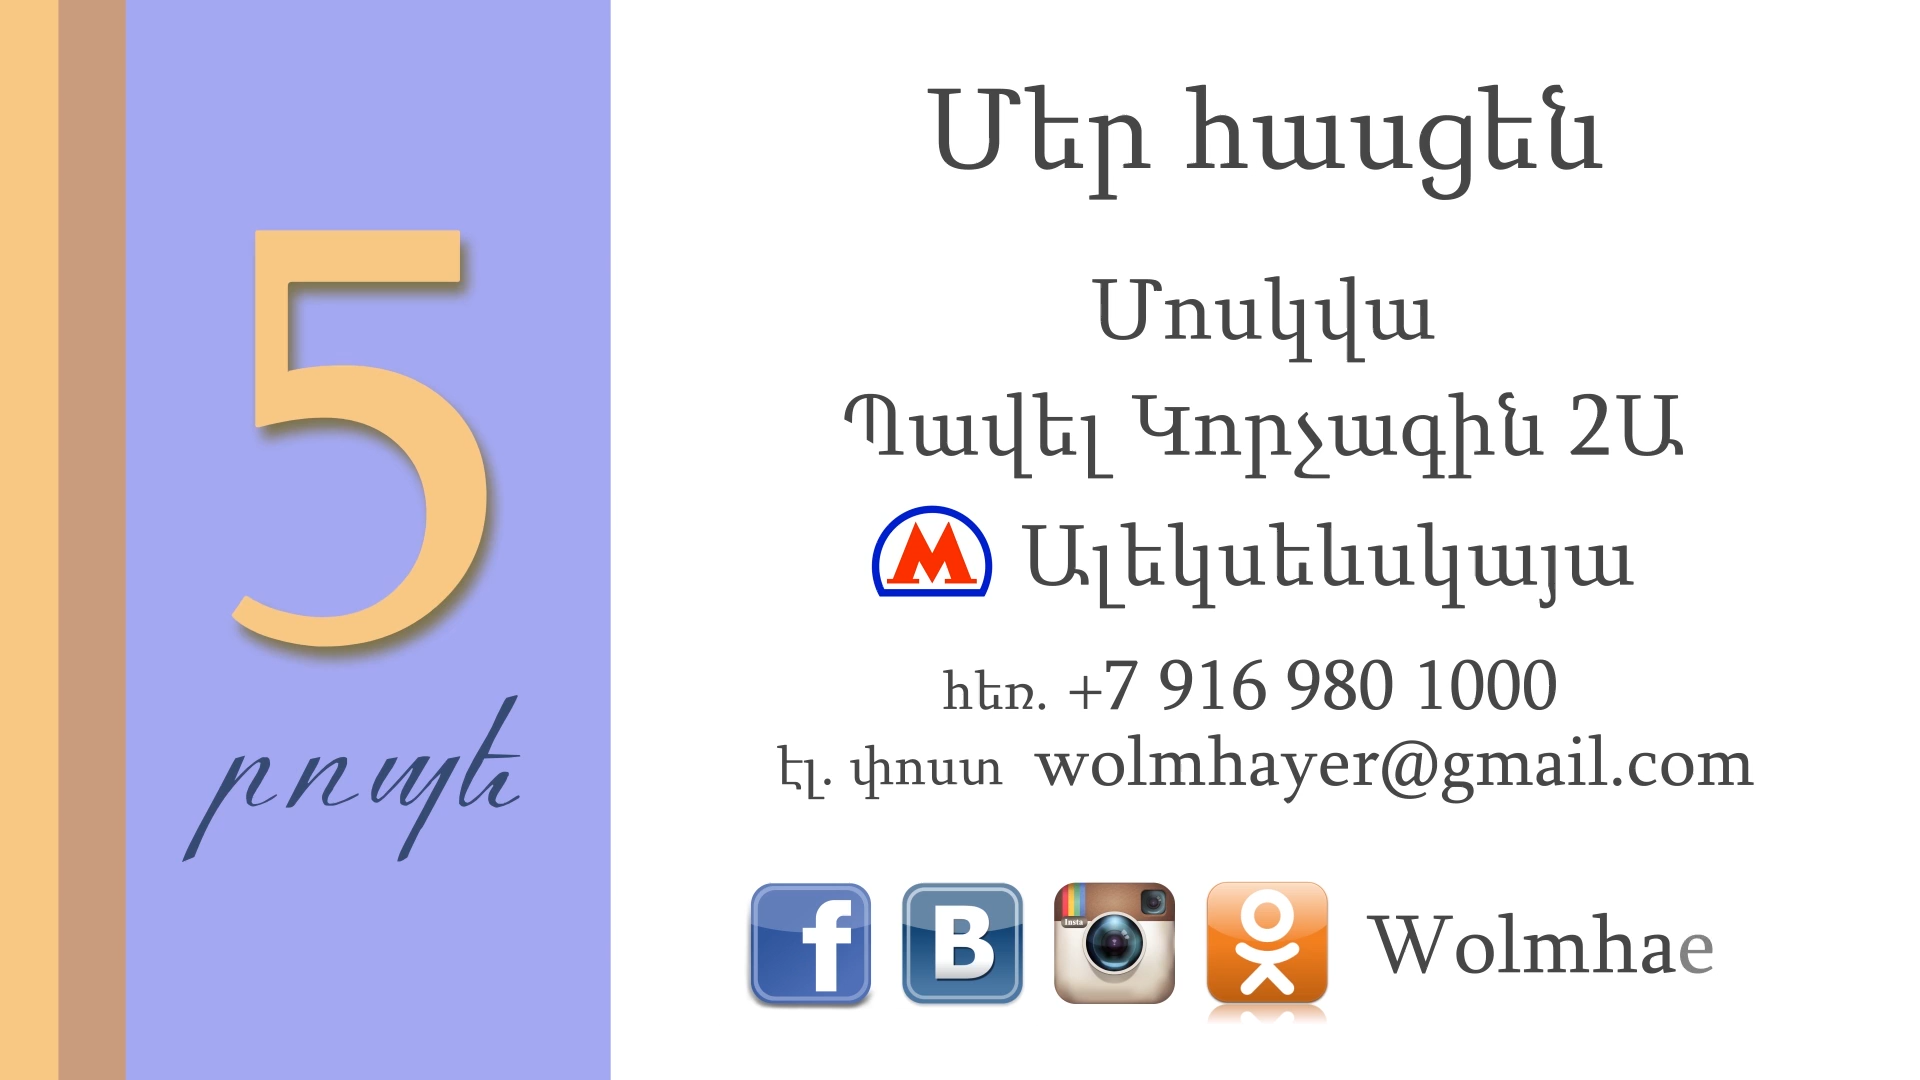 5
րոպե
Մեր հասցեն
Մոսկվա
Պավել Կորչագին 2Ա
М Ալեկսեևսկայա
հեռ. +7 916 980 1000
էլ. փոստ wolmhayer@gmail.com
f B Insta Wolmhae